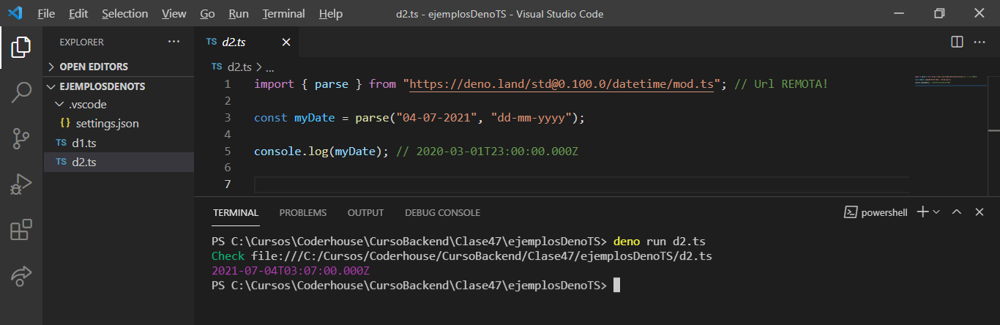 File Edit Selection View Go Run Terminal Help d2.ts - ejemplosDenoTS - Visual Studio Code
EXPLORER ...
OPEN EDITORS
EJEMPLOSDENOTS
.vscode
{} settings.json
TS d1.ts
TS d2.ts
TS d2.ts
TS d2.ts > ...
1 import { parse } from "https://deno.land/std@0.100.0/datetime/mod.ts"; // Url REMOTA!
2
3 const myDate = parse("04-07-2021", "dd-mm-yyyy");
4
5 console.log(myDate); // 2020-03-01T23:00:00.000Z
6
7
TERMINAL PROBLEMS OUTPUT DEBUG CONSOLE powershell
PS C:\Cursos\Coderhouse\CursoBackend\Clase47\ejemplosDenoTS> deno run d2.ts
Check file:///C:/Cursos/Coderhouse/CursoBackend/Clase47/ejemplosDenoTS/d2.ts
2021-07-04T03:07:00.000Z
PS C:\Cursos\Coderhouse\CursoBackend\Clase47\ejemplosDenoTS>